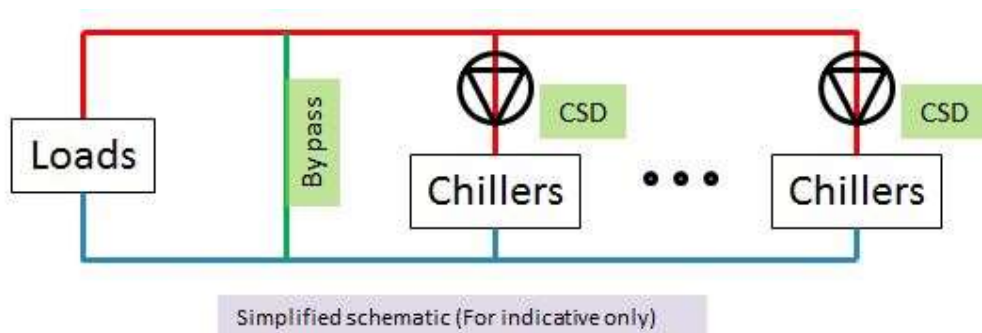 Loads
By pass
CSD
Chillers
CSD
Chillers
Simplified schematic (For indicative only)